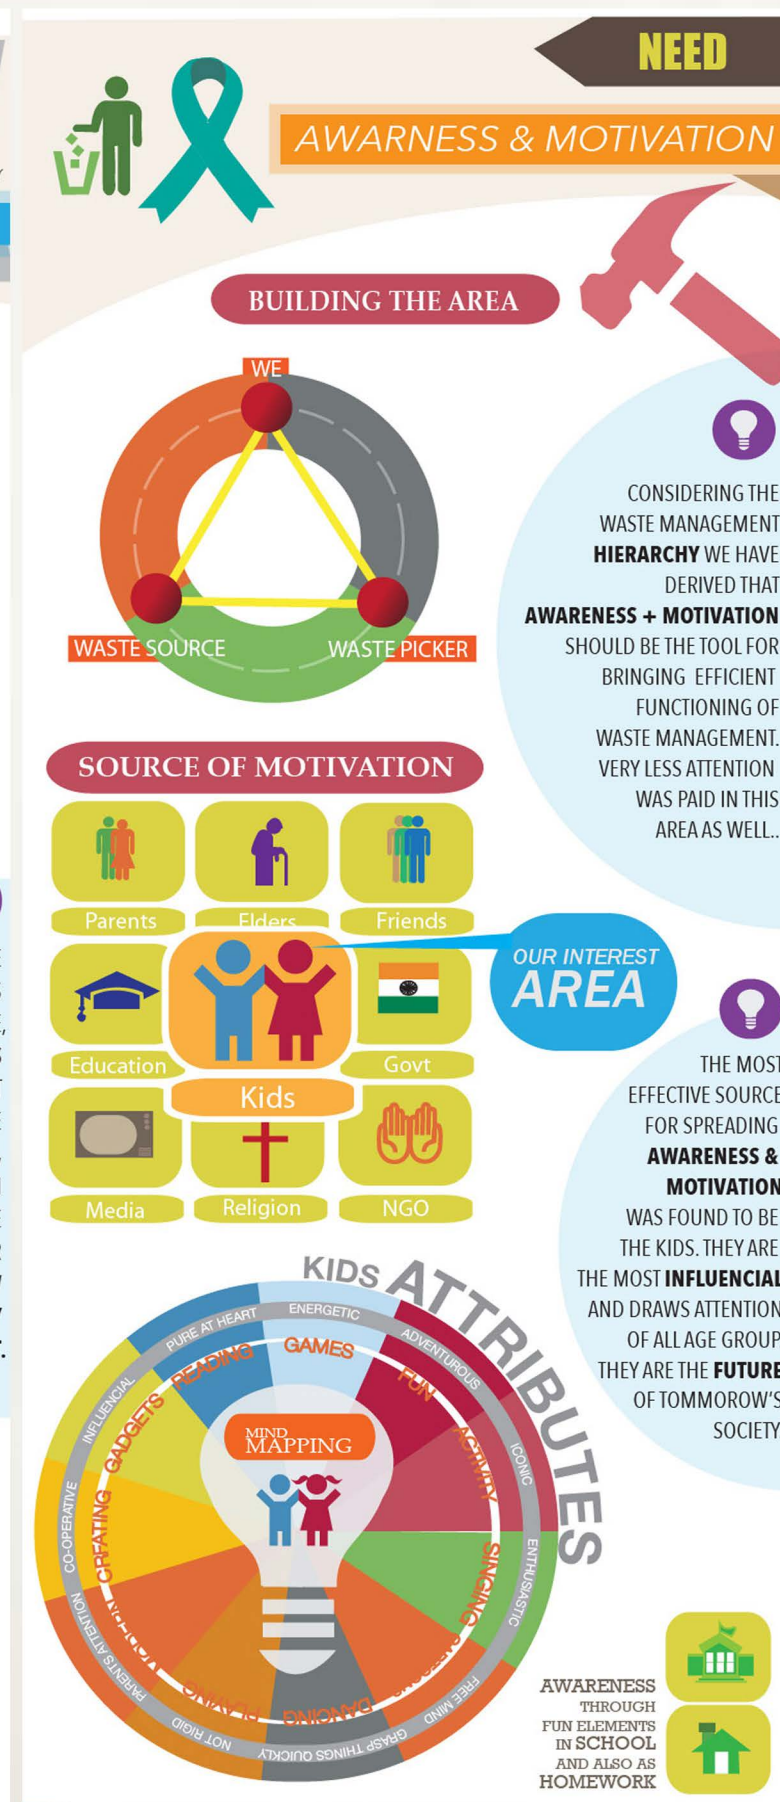 NEED
AWARNESS & MOTIVATION
BUILDING THE AREA
WE
WASTE SOURCE
WASTE PICKER
CONSIDERING THE
WASTE MANAGEMENT
HIERARCHY WE HAVE
DERIVED THAT
AWARENESS + MOTIVATION
SHOULD BE THE TOOL FOR
BRINGING EFFICIENT
FUNCTIONING OF
WASTE MANAGEMENT.
VERY LESS ATTENTION
WAS PAID IN THIS
AREA AS WELL..
SOURCE OF MOTIVATION
Parents
Elders
Friends
Education
Kids
Govt
Media
Religion
NGO
OUR INTEREST
AREA
THE MOST
EFFECTIVE SOURCE
FOR SPREADING
AWARENESS &
MOTIVATION
WAS FOUND TO BE
THE KIDS. THEY ARE
THE MOST INFLUENCIAL
AND DRAWS ATTENTION
OF ALL AGE GROUP
THEY ARE THE FUTURE
OF TOMMOROW'S
SOCIETY
KIDS ATTRIBUTES
PURE AT HEART
ENERGETIC
ADVENTUROUS
ICONIC
ENTHUSIASTIC
FREE MIND
GRASP THINGS QUICKLY
NOT RIGID
PARENTS ATTENTION
CO-OPERATIVE
INFLUENCIAL
READING
GAMES
FUN
ACTIVITY
SINGING
DANCING
PLAYING
CREATING
GADGETS
MIND
MAPPING
AWARENESS
THROUGH
FUN ELEMENTS
IN SCHOOL
AND ALSO AS
HOMEWORK